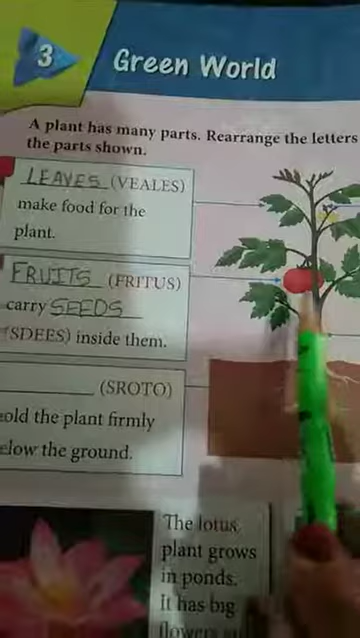 3
Green World
A plant has many parts. Rearrange the letters
the parts shown.
LEAVES (VEALES)
make food for the
plant.
FRUITS (FRITUS)
carry SEEDS
(SDEES) inside them.
(SROTO)
old the plant firmly
elow the ground.
The lotus
plant grows
in ponds.
It has big
flowers